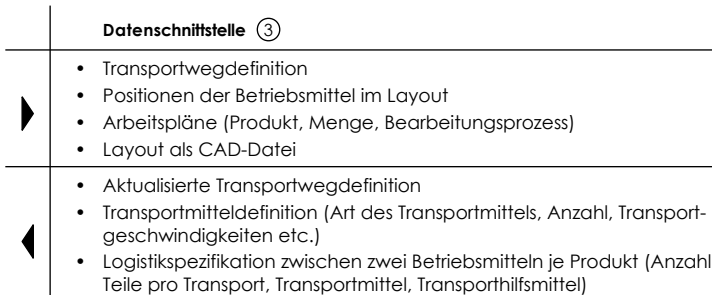 Datenschnittstelle ③
• Transportwegdefinition
• Positionen der Betriebsmittel im Layout
• Arbeitspläne (Produkt, Menge, Bearbeitungsprozess)
• Layout als CAD-Datei
• Aktualisierte Transportwegdefinition
• Transportmitteldefinition (Art des Transportmittels, Anzahl, Transport-
geschwindigkeiten etc.)
• Logistikspezifikation zwischen zwei Betriebsmitteln je Produkt (Anzahl
Teile pro Transport, Transportmittel, Transporthilfsmittel)